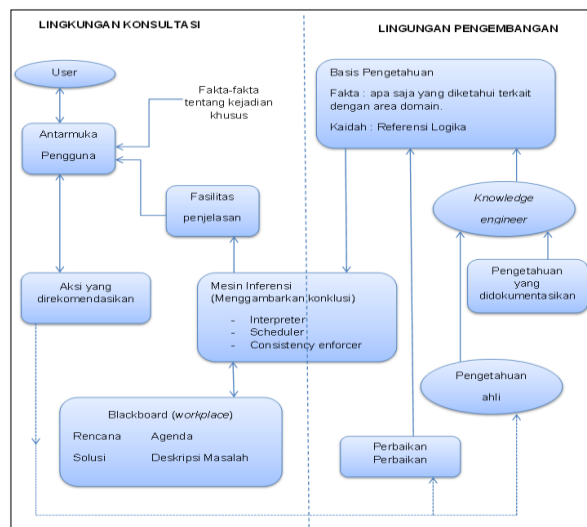 LINGKUNGAN KONSULTASI
User
Fakta-fakta
tentang kejadian
khusus
Antarmuka
Pengguna
Fasilitas
penjelasan
Aksi yang
direkomendasikan
Mesin Inferensi
(Menggambarkan konklusi)
- Interpreter
- Scheduler
- Consistency enforcer
Blackboard (workplace)
Rencana Agenda
Solusi Deskripsi Masalah
LINGUNGAN PENGEMBANGAN
Basis Pengetahuan
Fakta : apa saja yang diketahui terkait
dengan area domain.
Kaidah : Referensi Logika
Knowledge
engineer
Pengetahuan
yang
didokumentasikan
Pengetahuan
ahli
Perbaikan
Perbaikan